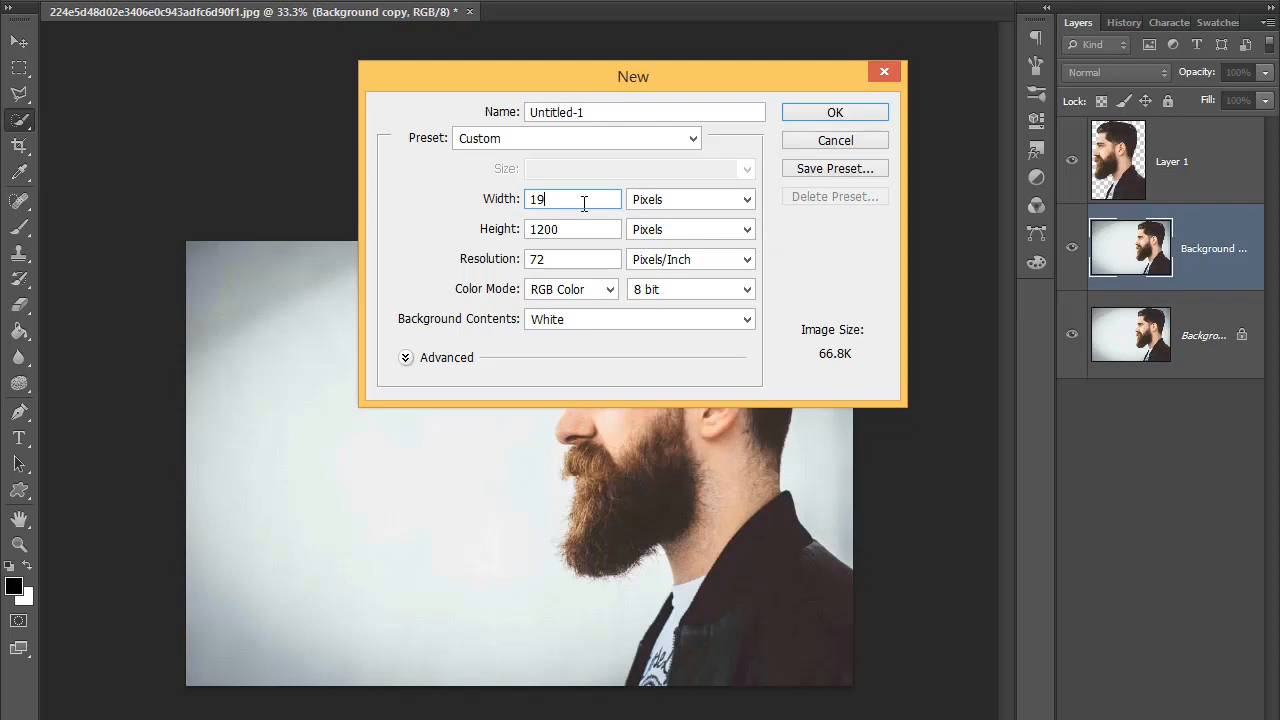 224e5d48d02e3406e0c943adfc6d90f1.jpg @ 33.3% (Background copy, RGB/8) *
Layers History Characte Swatches
Kind
Normal Opacity: 100%
Lock: Fill: 100%
Layer 1
Background ...
Backgro...
New
Name: Untitled-1
OK
Preset: Custom
Cancel
Size:
Save Preset...
Width: 19 Pixels
Delete Preset...
Height: 1200 Pixels
Resolution: 72 Pixels/Inch
Color Mode: RGB Color 8 bit
Background Contents: White
Image Size:
66.8K
Advanced